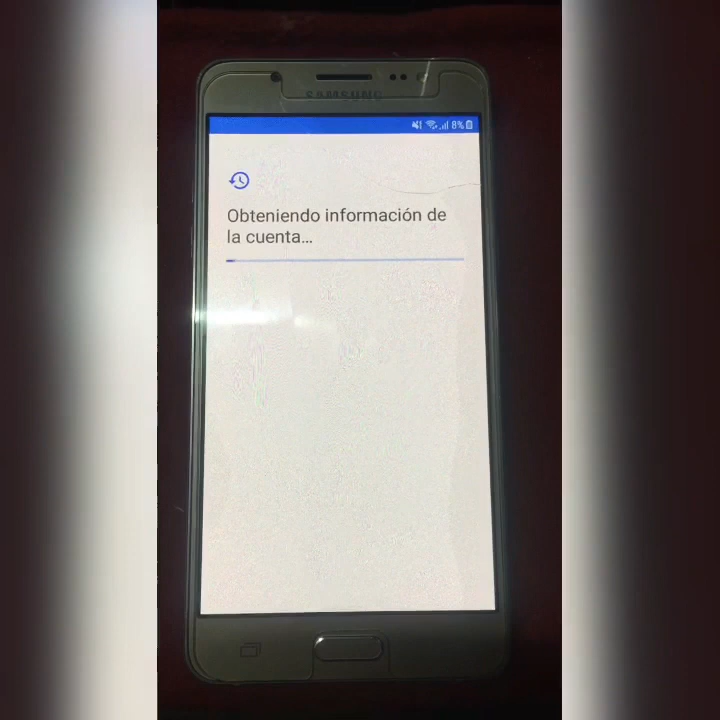 SAMSUNG
8%
Obteniendo información de
la cuenta...